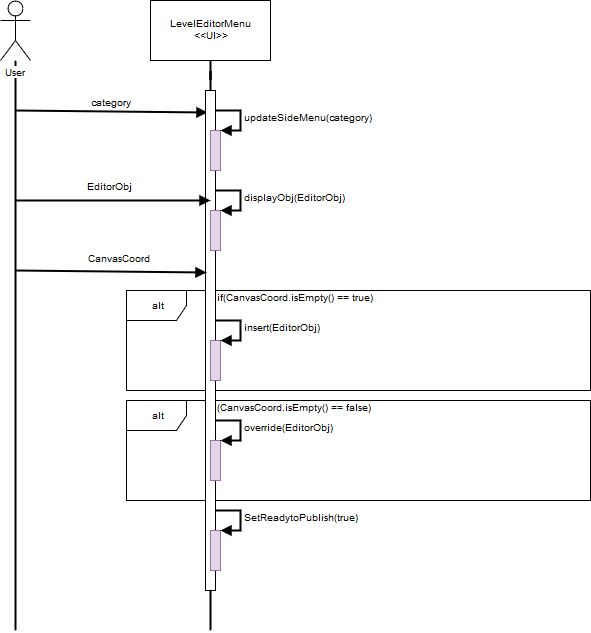 LevelEditorMenu
<<UI>>
User
category
updateSideMenu(category)
EditorObj
displayObj(EditorObj)
CanvasCoord
alt
if(CanvasCoord.isEmpty() == true)
insert(EditorObj)
alt
(CanvasCoord.isEmpty() == false)
override(EditorObj)
SetReadytoPublish(true)